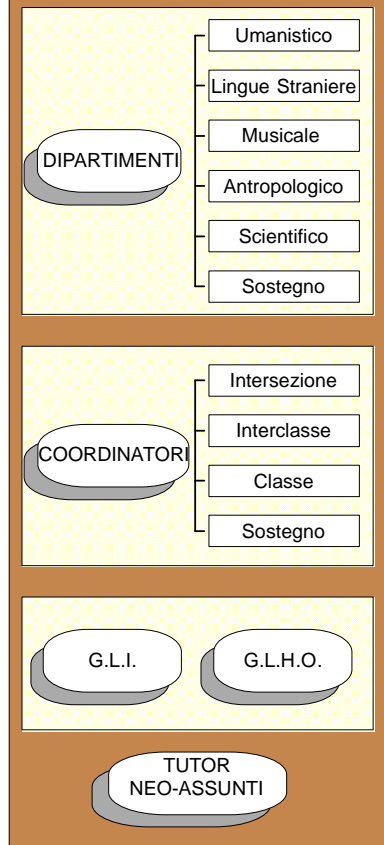 DIPARTIMENTI
Umanistico
Lingue Straniere
Musicale
Antropologico
Scientifico
Sostegno
COORDINATORI
Intersezione
Interclasse
Classe
Sostegno
G.L.I.
G.L.H.O.
TUTOR
NEO-ASSUNTI